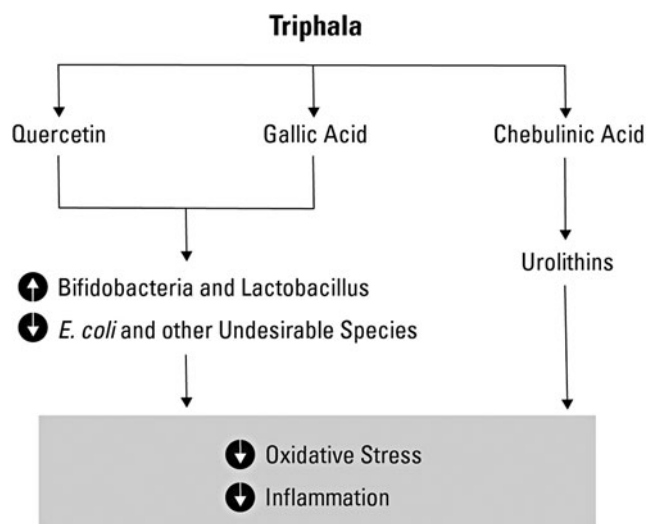 Triphala
Quercetin
Gallic Acid
Chebulinic Acid
Urolithins
Bifidobacteria and Lactobacillus
E. coli and other Undesirable Species
Oxidative Stress
Inflammation